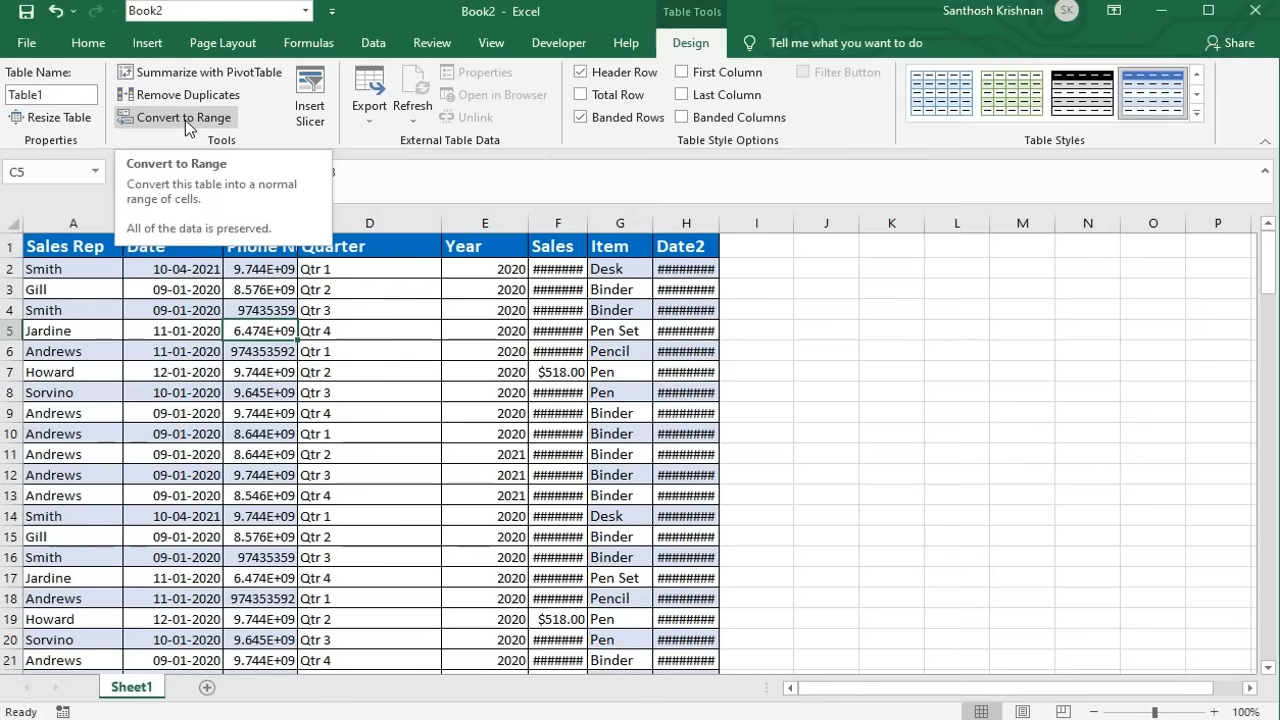 Book2
Book2 - Excel
Table Tools
Santhosh Krishnan
SK
File Home Insert Page Layout Formulas Data Review View Developer Help Design Tell me what you want to do Share
Table Name:
Table1
Resize Table
Properties
Summarize with PivotTable
Remove Duplicates
Convert to Range
Tools
Insert
Slicer
Export
Refresh
Properties
Open in Browser
Unlink
External Table Data
Header Row
Total Row
Banded Rows
First Column
Last Column
Banded Columns
Filter Button
Table Style Options
Table Styles
C5
3
Convert to Range
Convert this table into a normal
range of cells.
All of the data is preserved.
A D E F G H I J K L M N O P
1 Sales Rep Date Phone N Quarter Year Sales Item Date2
2 Smith 10-04-2021 9.744E+09 Qtr 1 2020 ####### Desk ########
3 Gill 09-01-2020 8.576E+09 Qtr 2 2020 ####### Binder ########
4 Smith 09-01-2020 97435359 Qtr 3 2020 ####### Binder ########
5 Jardine 11-01-2020 6.474E+09 Qtr 4 2020 ####### Pen Set ########
6 Andrews 11-01-2020 974353592 Qtr 1 2020 ####### Pencil ########
7 Howard 12-01-2020 9.744E+09 Qtr 2 2020 $518.00 Pen ########
8 Sorvino 10-01-2020 9.645E+09 Qtr 3 2020 ####### Pen ########
9 Andrews 09-01-2020 9.744E+09 Qtr 4 2020 ####### Binder ########
10 Andrews 09-01-2020 8.644E+09 Qtr 1 2020 ####### Binder ########
11 Andrews 09-01-2020 8.644E+09 Qtr 2 2021 ####### Binder ########
12 Andrews 09-01-2020 9.744E+09 Qtr 3 2021 ####### Binder ########
13 Andrews 09-01-2020 8.546E+09 Qtr 4 2021 ####### Binder ########
14 Smith 10-04-2021 9.744E+09 Qtr 1 2020 ####### Desk ########
15 Gill 09-01-2020 8.576E+09 Qtr 2 2020 ####### Binder ########
16 Smith 09-01-2020 97435359 Qtr 3 2020 ####### Binder ########
17 Jardine 11-01-2020 6.474E+09 Qtr 4 2020 ####### Pen Set ########
18 Andrews 11-01-2020 974353592 Qtr 1 2020 ####### Pencil ########
19 Howard 12-01-2020 9.744E+09 Qtr 2 2020 $518.00 Pen ########
20 Sorvino 10-01-2020 9.645E+09 Qtr 3 2020 ####### Pen ########
21 Andrews 09-01-2020 9.744E+09 Qtr 4 2020 ####### Binder ########
Sheet1
Ready
100%